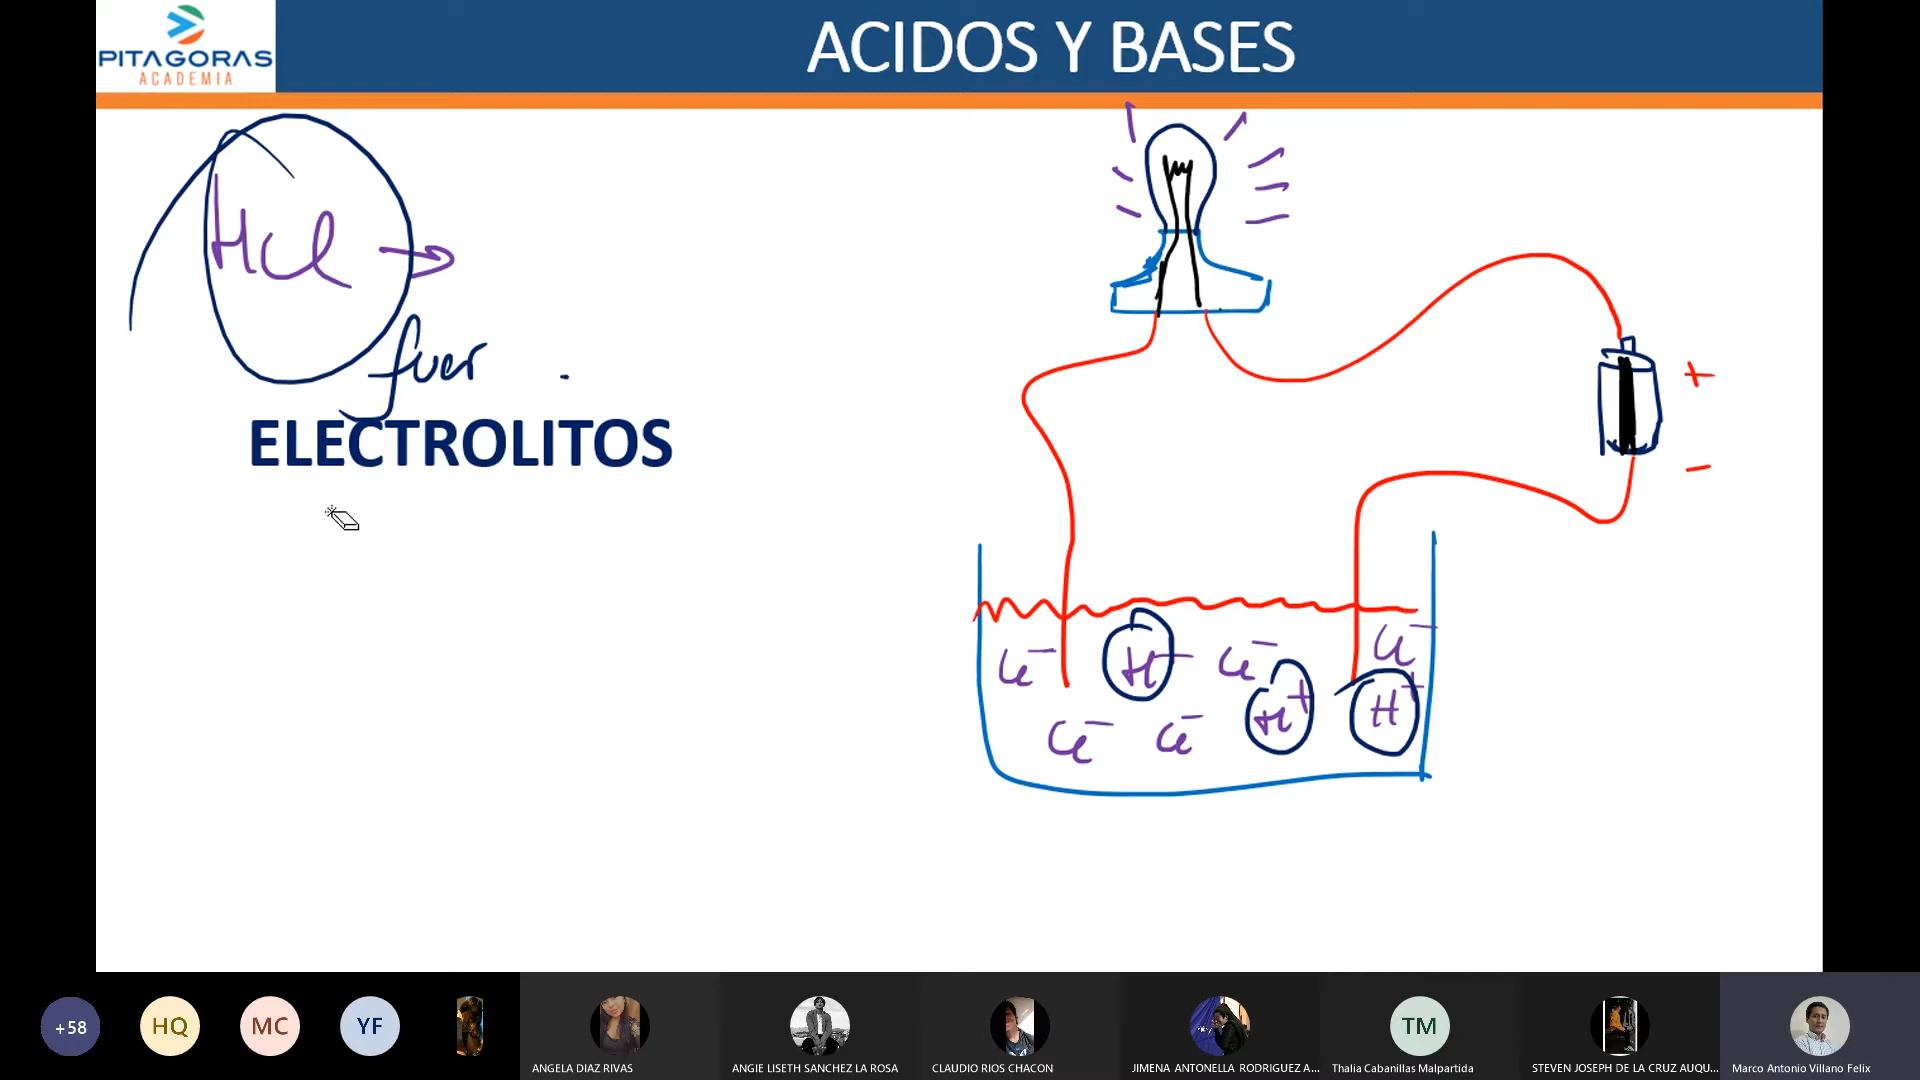 PITAGORAS
ACADEMIA
ACIDOS Y BASES
HCl →
fuer .
ELECTROLITOS
+
-
Cl⁻ H⁺ Cl⁻ Cl⁻
Cl⁻ Cl⁻ H⁺ H⁺
+58
HQ
MC
YF
TM
ANGELA DIAZ RIVAS
ANGIE LISETH SANCHEZ LA ROSA
CLAUDIO RIOS CHACON
JIMENA ANTONELLA RODRIGUEZ A...
Thalia Cabanillas Malpartida
STEVEN JOSEPH DE LA CRUZ AUQU...
Marco Antonio Villano Felix